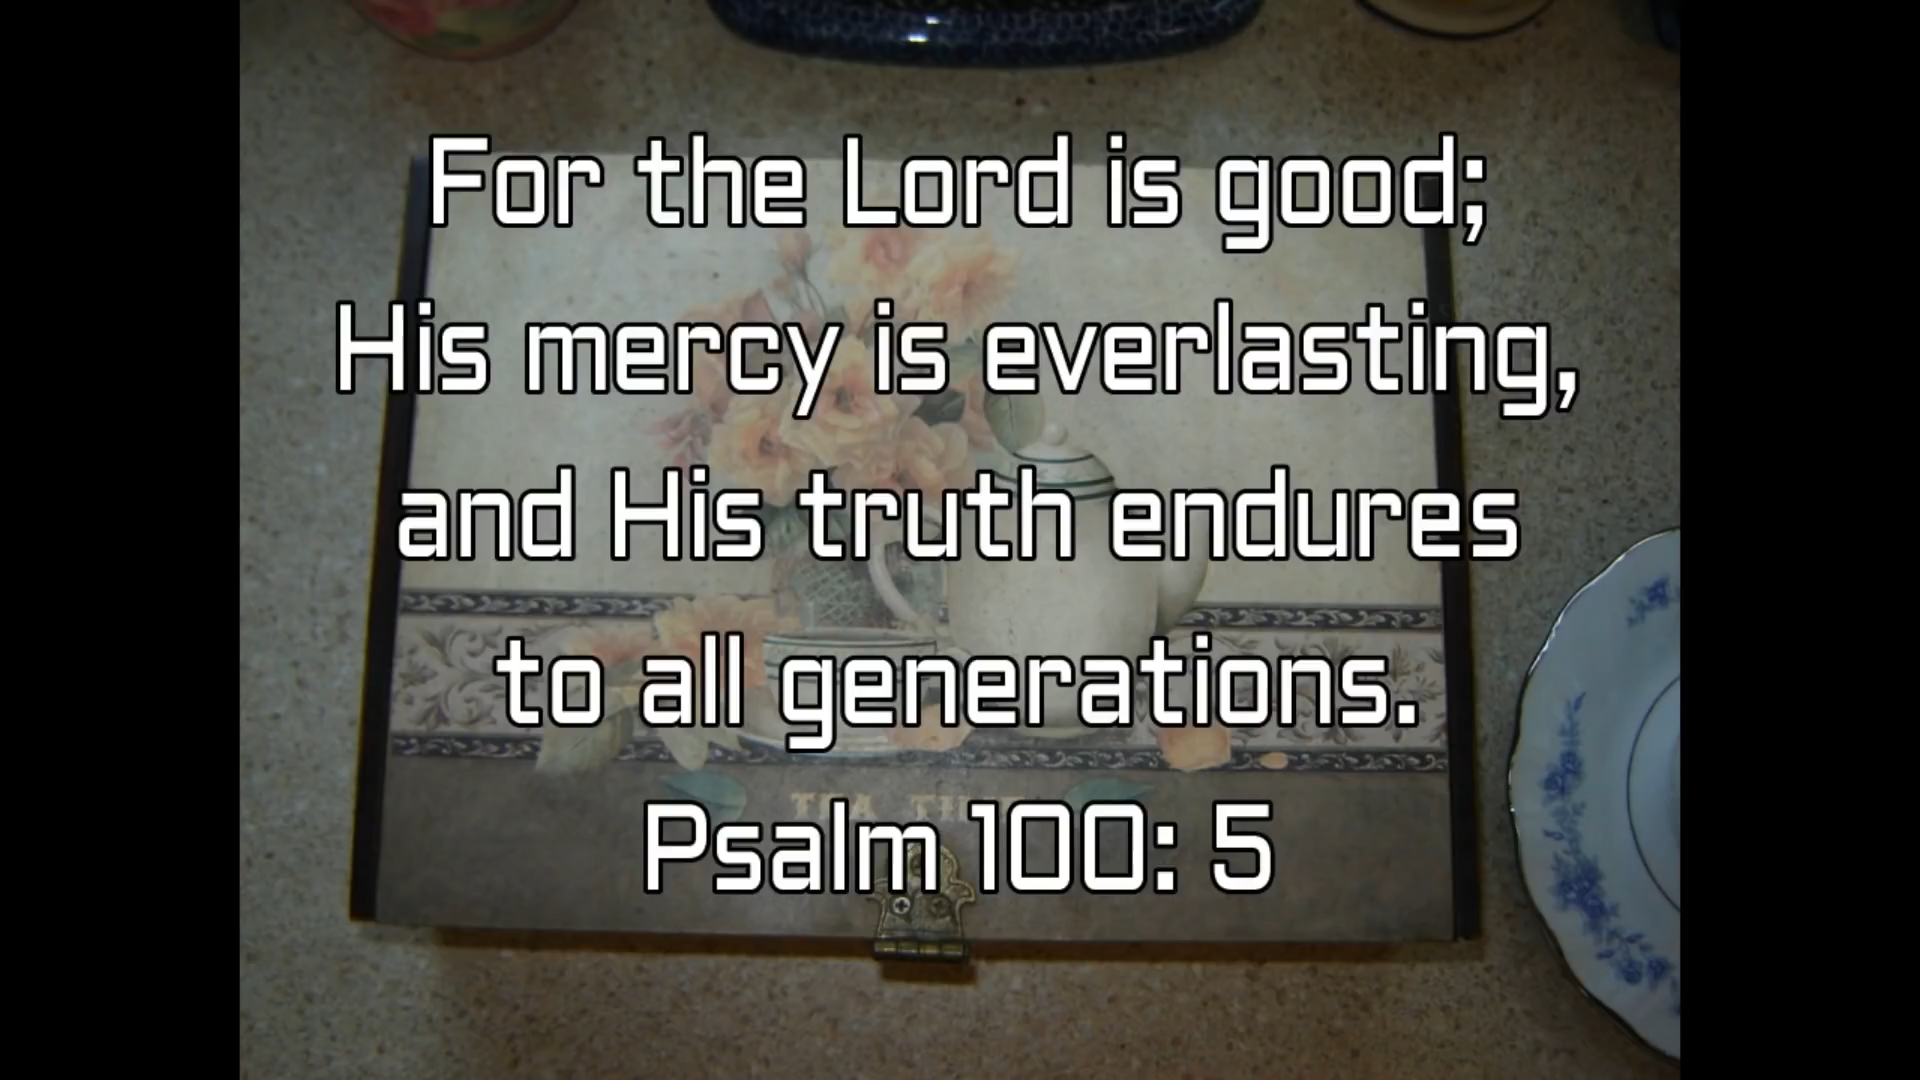 For the Lord is good;
His mercy is everlasting,
and His truth endures
to all generations.
Psalm 100: 5